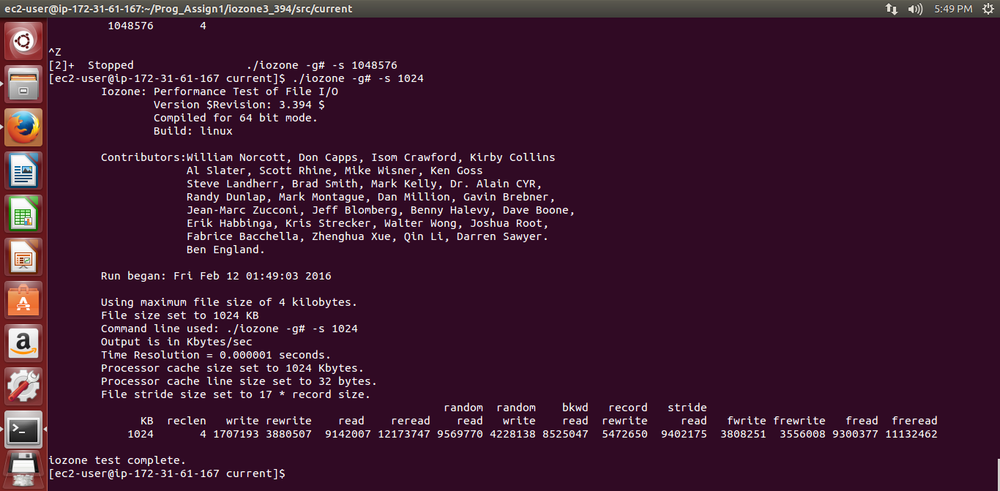 ec2-user@ip-172-31-61-167:~/Prog_Assign1/iozone3_394/src/current 5:49 PM
1048576 4
^Z
[2]+ Stopped ./iozone -g# -s 1048576
[ec2-user@ip-172-31-61-167 current]$ ./iozone -g# -s 1024
Iozone: Performance Test of File I/O
Version $Revision: 3.394 $
Compiled for 64 bit mode.
Build: linux
Contributors:William Norcott, Don Capps, Isom Crawford, Kirby Collins
Al Slater, Scott Rhine, Mike Wisner, Ken Goss
Steve Landherr, Brad Smith, Mark Kelly, Dr. Alain CYR,
Randy Dunlap, Mark Montague, Dan Million, Gavin Brebner,
Jean-Marc Zucconi, Jeff Blomberg, Benny Halevy, Dave Boone,
Erik Habbinga, Kris Strecker, Walter Wong, Joshua Root,
Fabrice Bacchella, Zhenghua Xue, Qin Li, Darren Sawyer.
Ben England.
Run began: Fri Feb 12 01:49:03 2016
Using maximum file size of 4 kilobytes.
File size set to 1024 KB
Command line used: ./iozone -g# -s 1024
Output is in Kbytes/sec
Time Resolution = 0.000001 seconds.
Processor cache size set to 1024 Kbytes.
Processor cache line size set to 32 bytes.
File stride size set to 17 * record size.
random random bkwd record stride
KB reclen write rewrite read reread read write read rewrite read fwrite frewrite fread freread
1024 4 1707193 3880507 9142007 12173747 9569770 4228138 8525047 5472650 9402175 3808251 3556008 9300377 11132462
iozone test complete.
[ec2-user@ip-172-31-61-167 current]$